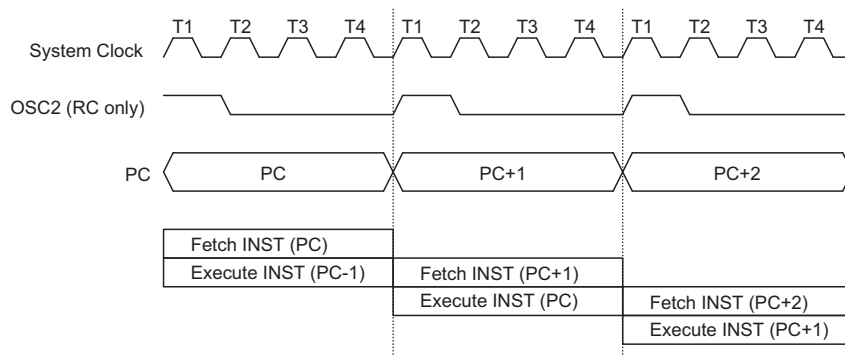 T1 T2 T3 T4 T1 T2 T3 T4 T1 T2 T3 T4
System Clock
OSC2 (RC only)
PC PC PC+1 PC+2
Fetch INST (PC)
Execute INST (PC-1) Fetch INST (PC+1)
Execute INST (PC) Fetch INST (PC+2)
Execute INST (PC+1)